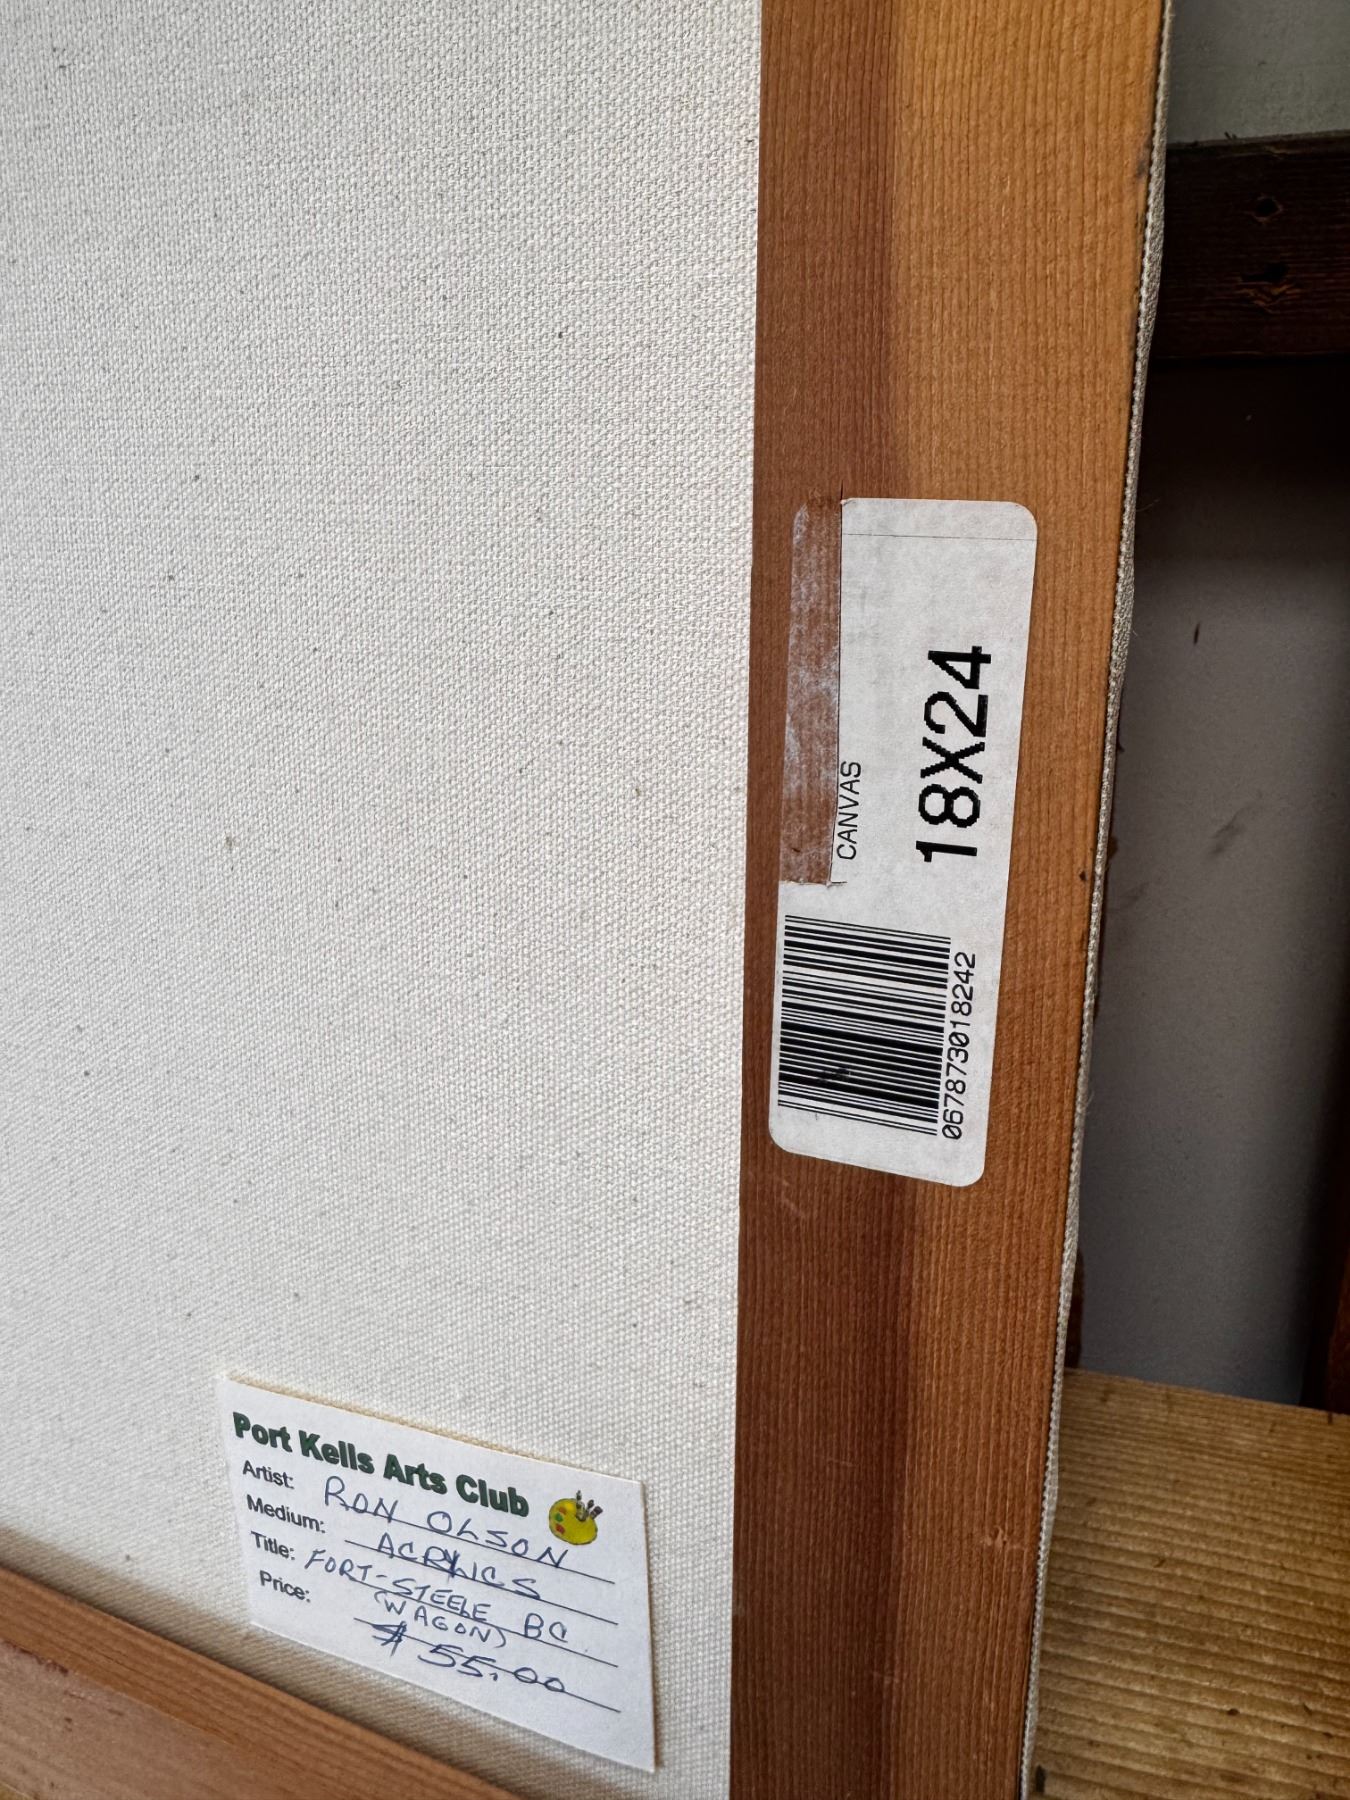 CANVAS
18X24
067873018242
Port Kells Arts Club
Artist: RON OLSON
Medium: ACRYLICS
Title: FORT-STEELE BC
(WAGON)
Price: $55.00